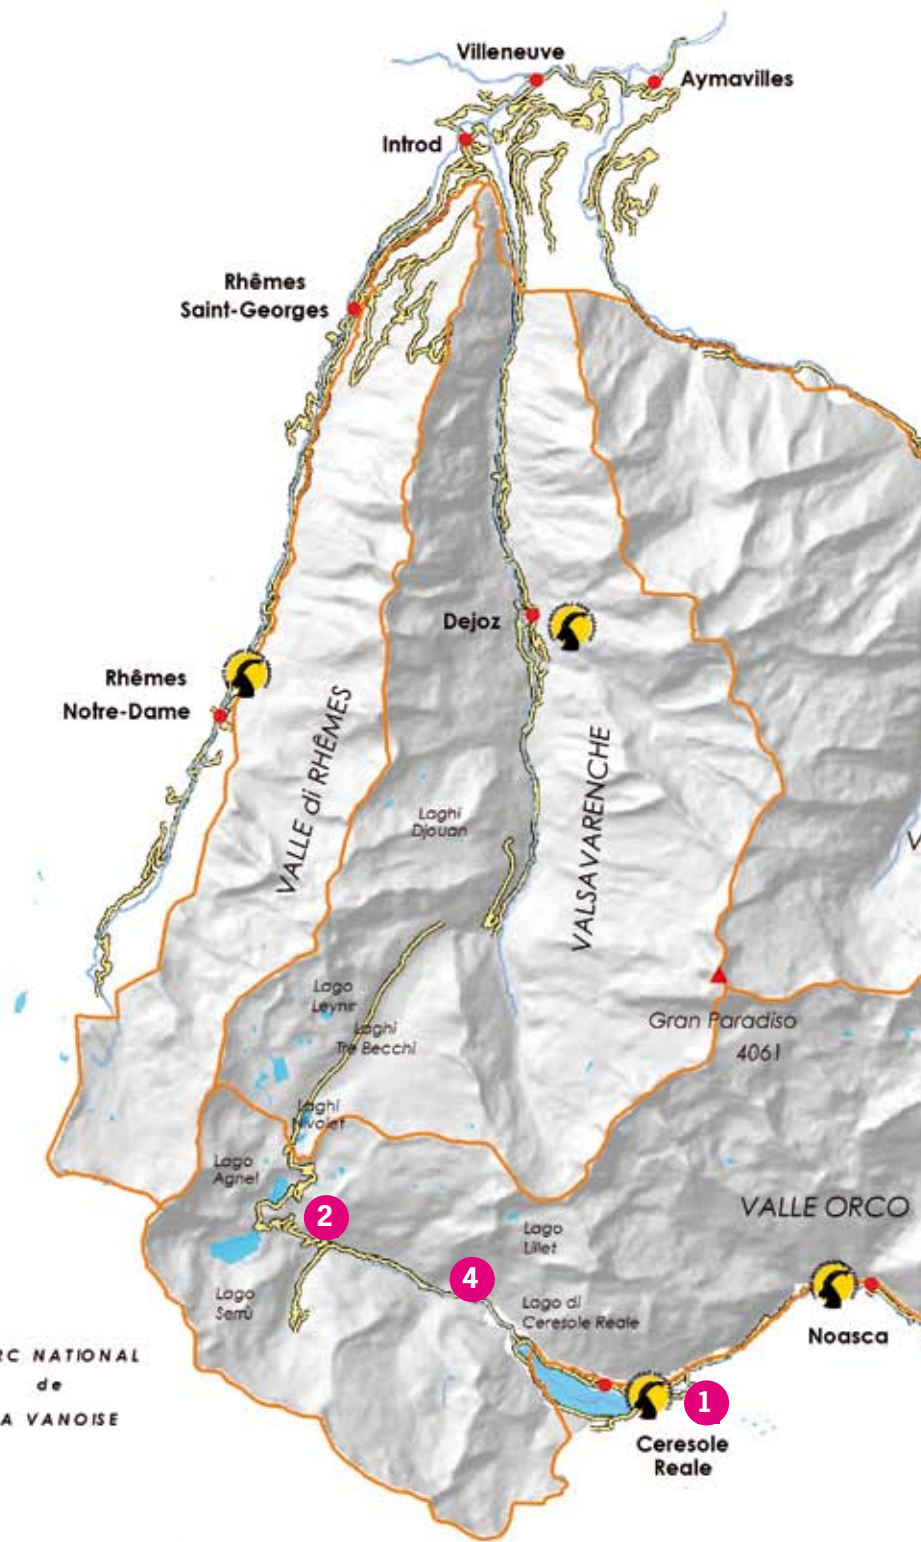 Villeneuve
Aymavilles
Introd
Rhêmes
Saint-Georges
Dejoz
Rhêmes
Notre-Dame
VALLE di RHÊMES
VALSAVARENCHE
Laghi
Djouan
V
Lago
Leynir
Laghi
Tre Becchi
Gran Paradiso
4061
Laghi
Nivolet
Lago
Agnel
VALLE ORCO
2
Lago
Lillet
4
Lago
Serrù
Lago di
Ceresole Reale
Noasca
RC NATIONAL
de
A VANOISE
1
Ceresole
Reale